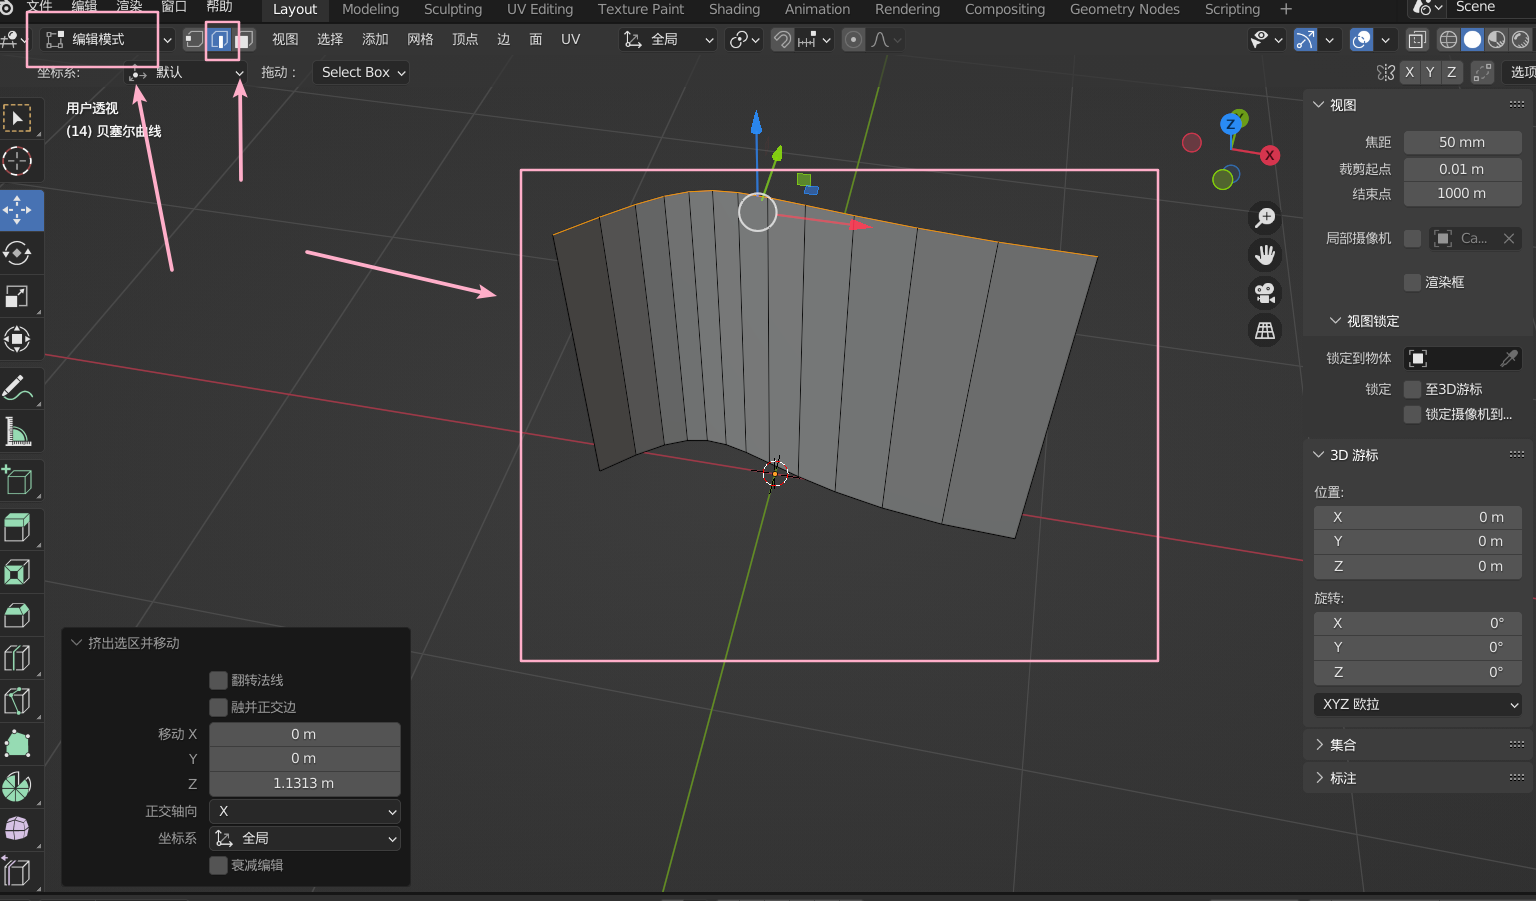 文件 编辑 渲染 窗口 帮助 Layout Modeling Sculpting UV Editing Texture Paint Shading Animation Rendering Compositing Geometry Nodes Scripting + Scene
编辑模式 视图 选择 添加 网格 顶点 边 面 UV 全局
坐标系: 默认 拖动: Select Box X Y Z 选项
用户透视
(14) 贝塞尔曲线
Z
Y
X
视图
焦距 50 mm
裁剪起点 0.01 m
结束点 1000 m
局部摄像机 Ca...
渲染框
视图锁定
锁定到物体
锁定 至3D游标
锁定摄像机到...
3D 游标
位置:
X 0 m
Y 0 m
Z 0 m
旋转:
X 0°
Y 0°
Z 0°
XYZ 欧拉
集合
标注
挤出选区并移动
翻转法线
融并正交边
移动 X 0 m
Y 0 m
Z 1.1313 m
正交轴向 X
坐标系 全局
衰减编辑